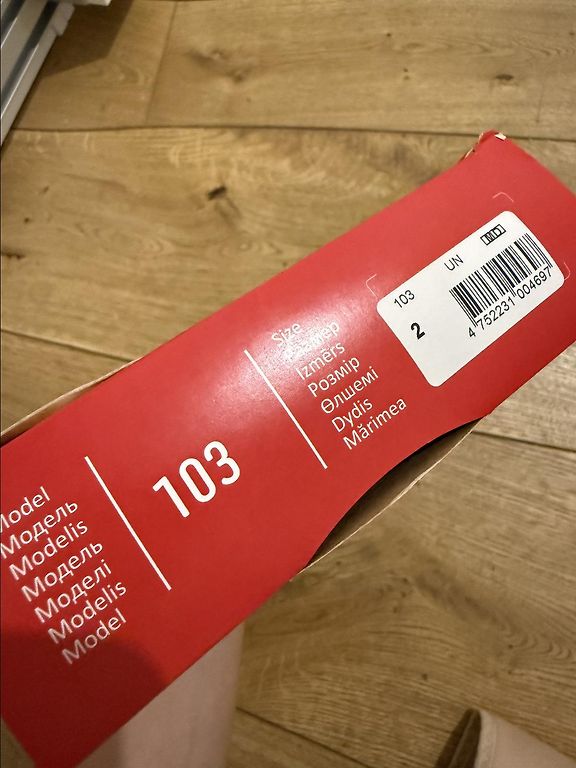 Model
Модель
Modelis
Модель
Моделі
Modelis
Model
103
Size
Izmērs
Розмір
Өлшемі
Dydis
Mărimea
103
UN
2
4 752231 004697